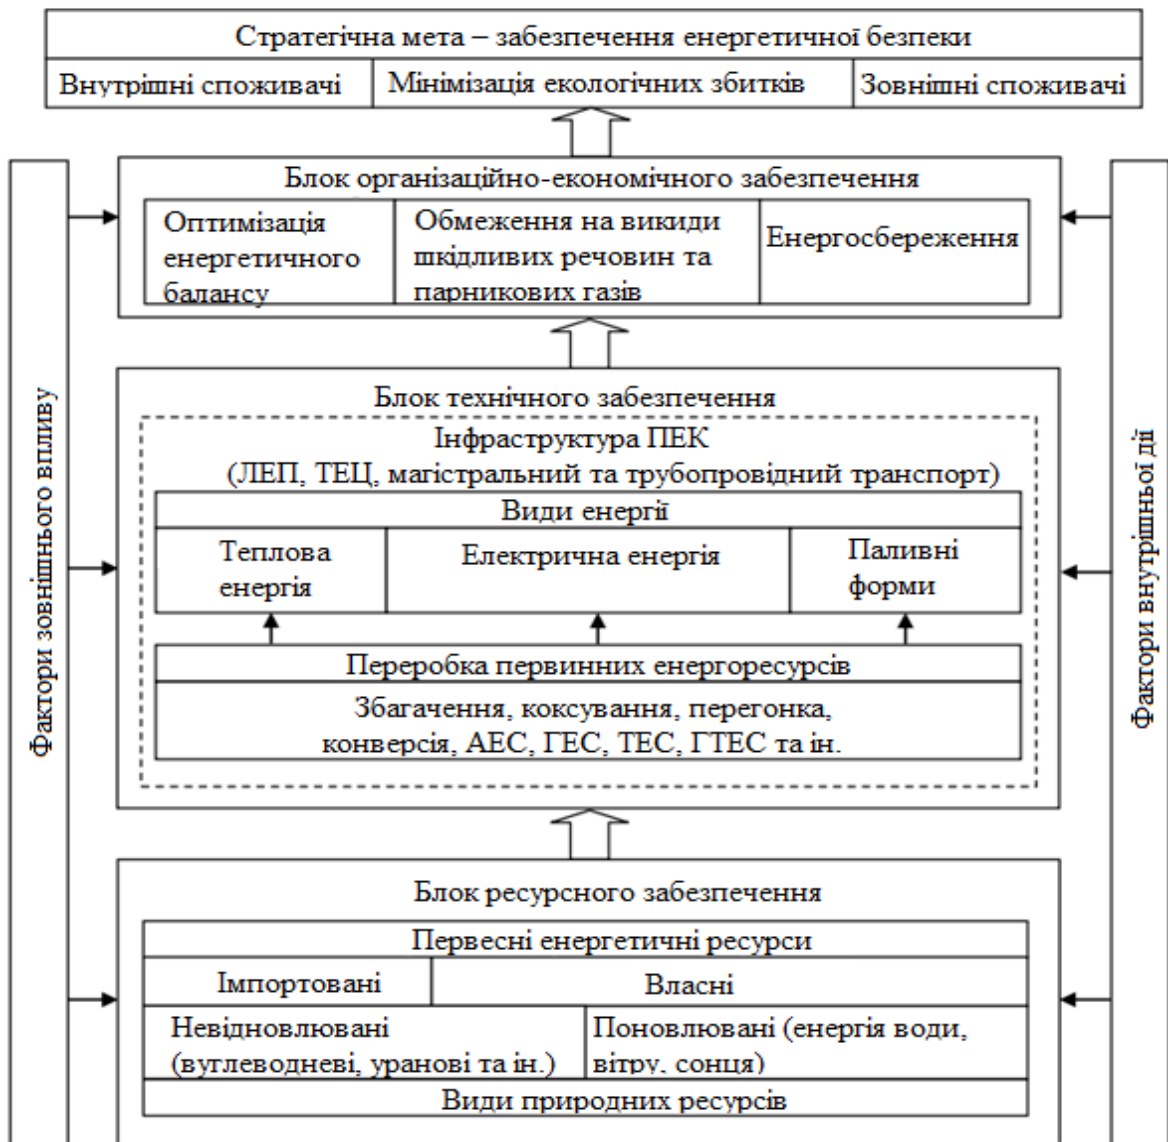 Стратегічна мета – забезпечення енергетичної безпеки
Внутрішні споживачі
Мінімізація екологічних збитків
Зовнішні споживачі
Фактори зовнішнього впливу
Блок організаційно-економічного забезпечення
Оптимізація
енергетичного
балансу
Обмеження на викиди
шкідливих речовин та
парникових газів
Енергосбереження
Блок технічного забезпечення
Інфраструктура ПЕК
(ЛЕП, ТЕЦ, магістральний та трубопровідний транспорт)
Види енергії
Теплова
енергія
Електрична енергія
Паливні
форми
Переробка первинних енергоресурсів
Збагачення, коксування, перегонка,
конверсія, АЕС, ГЕС, ТЕС, ГТЕС та ін.
Блок ресурсного забезпечення
Первесні енергетичні ресурси
Імпортовані
Власні
Невідновлювані
(вуглеводневі, уранові та ін.)
Поновлювані (енергія води,
вітру, сонця)
Види природних ресурсів
Фактори внутрішньої дії